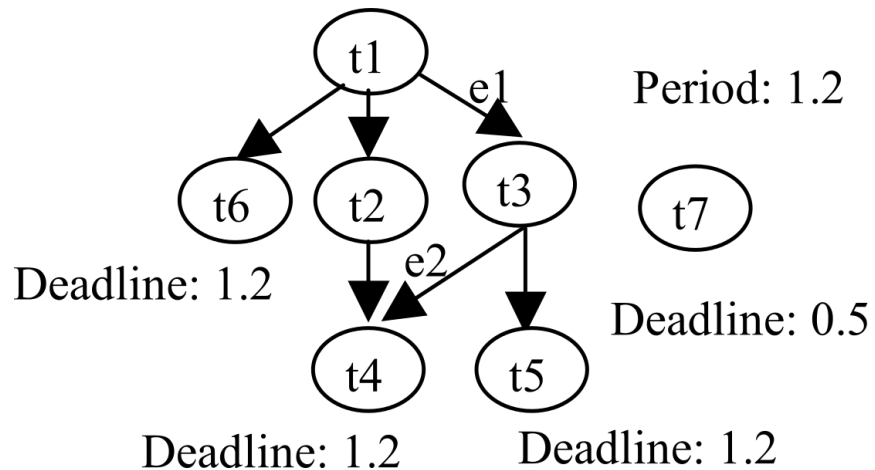 t1
e1
Period: 1.2
t6
t2
t3
t7
Deadline: 1.2
e2
Deadline: 0.5
t4
t5
Deadline: 1.2
Deadline: 1.2